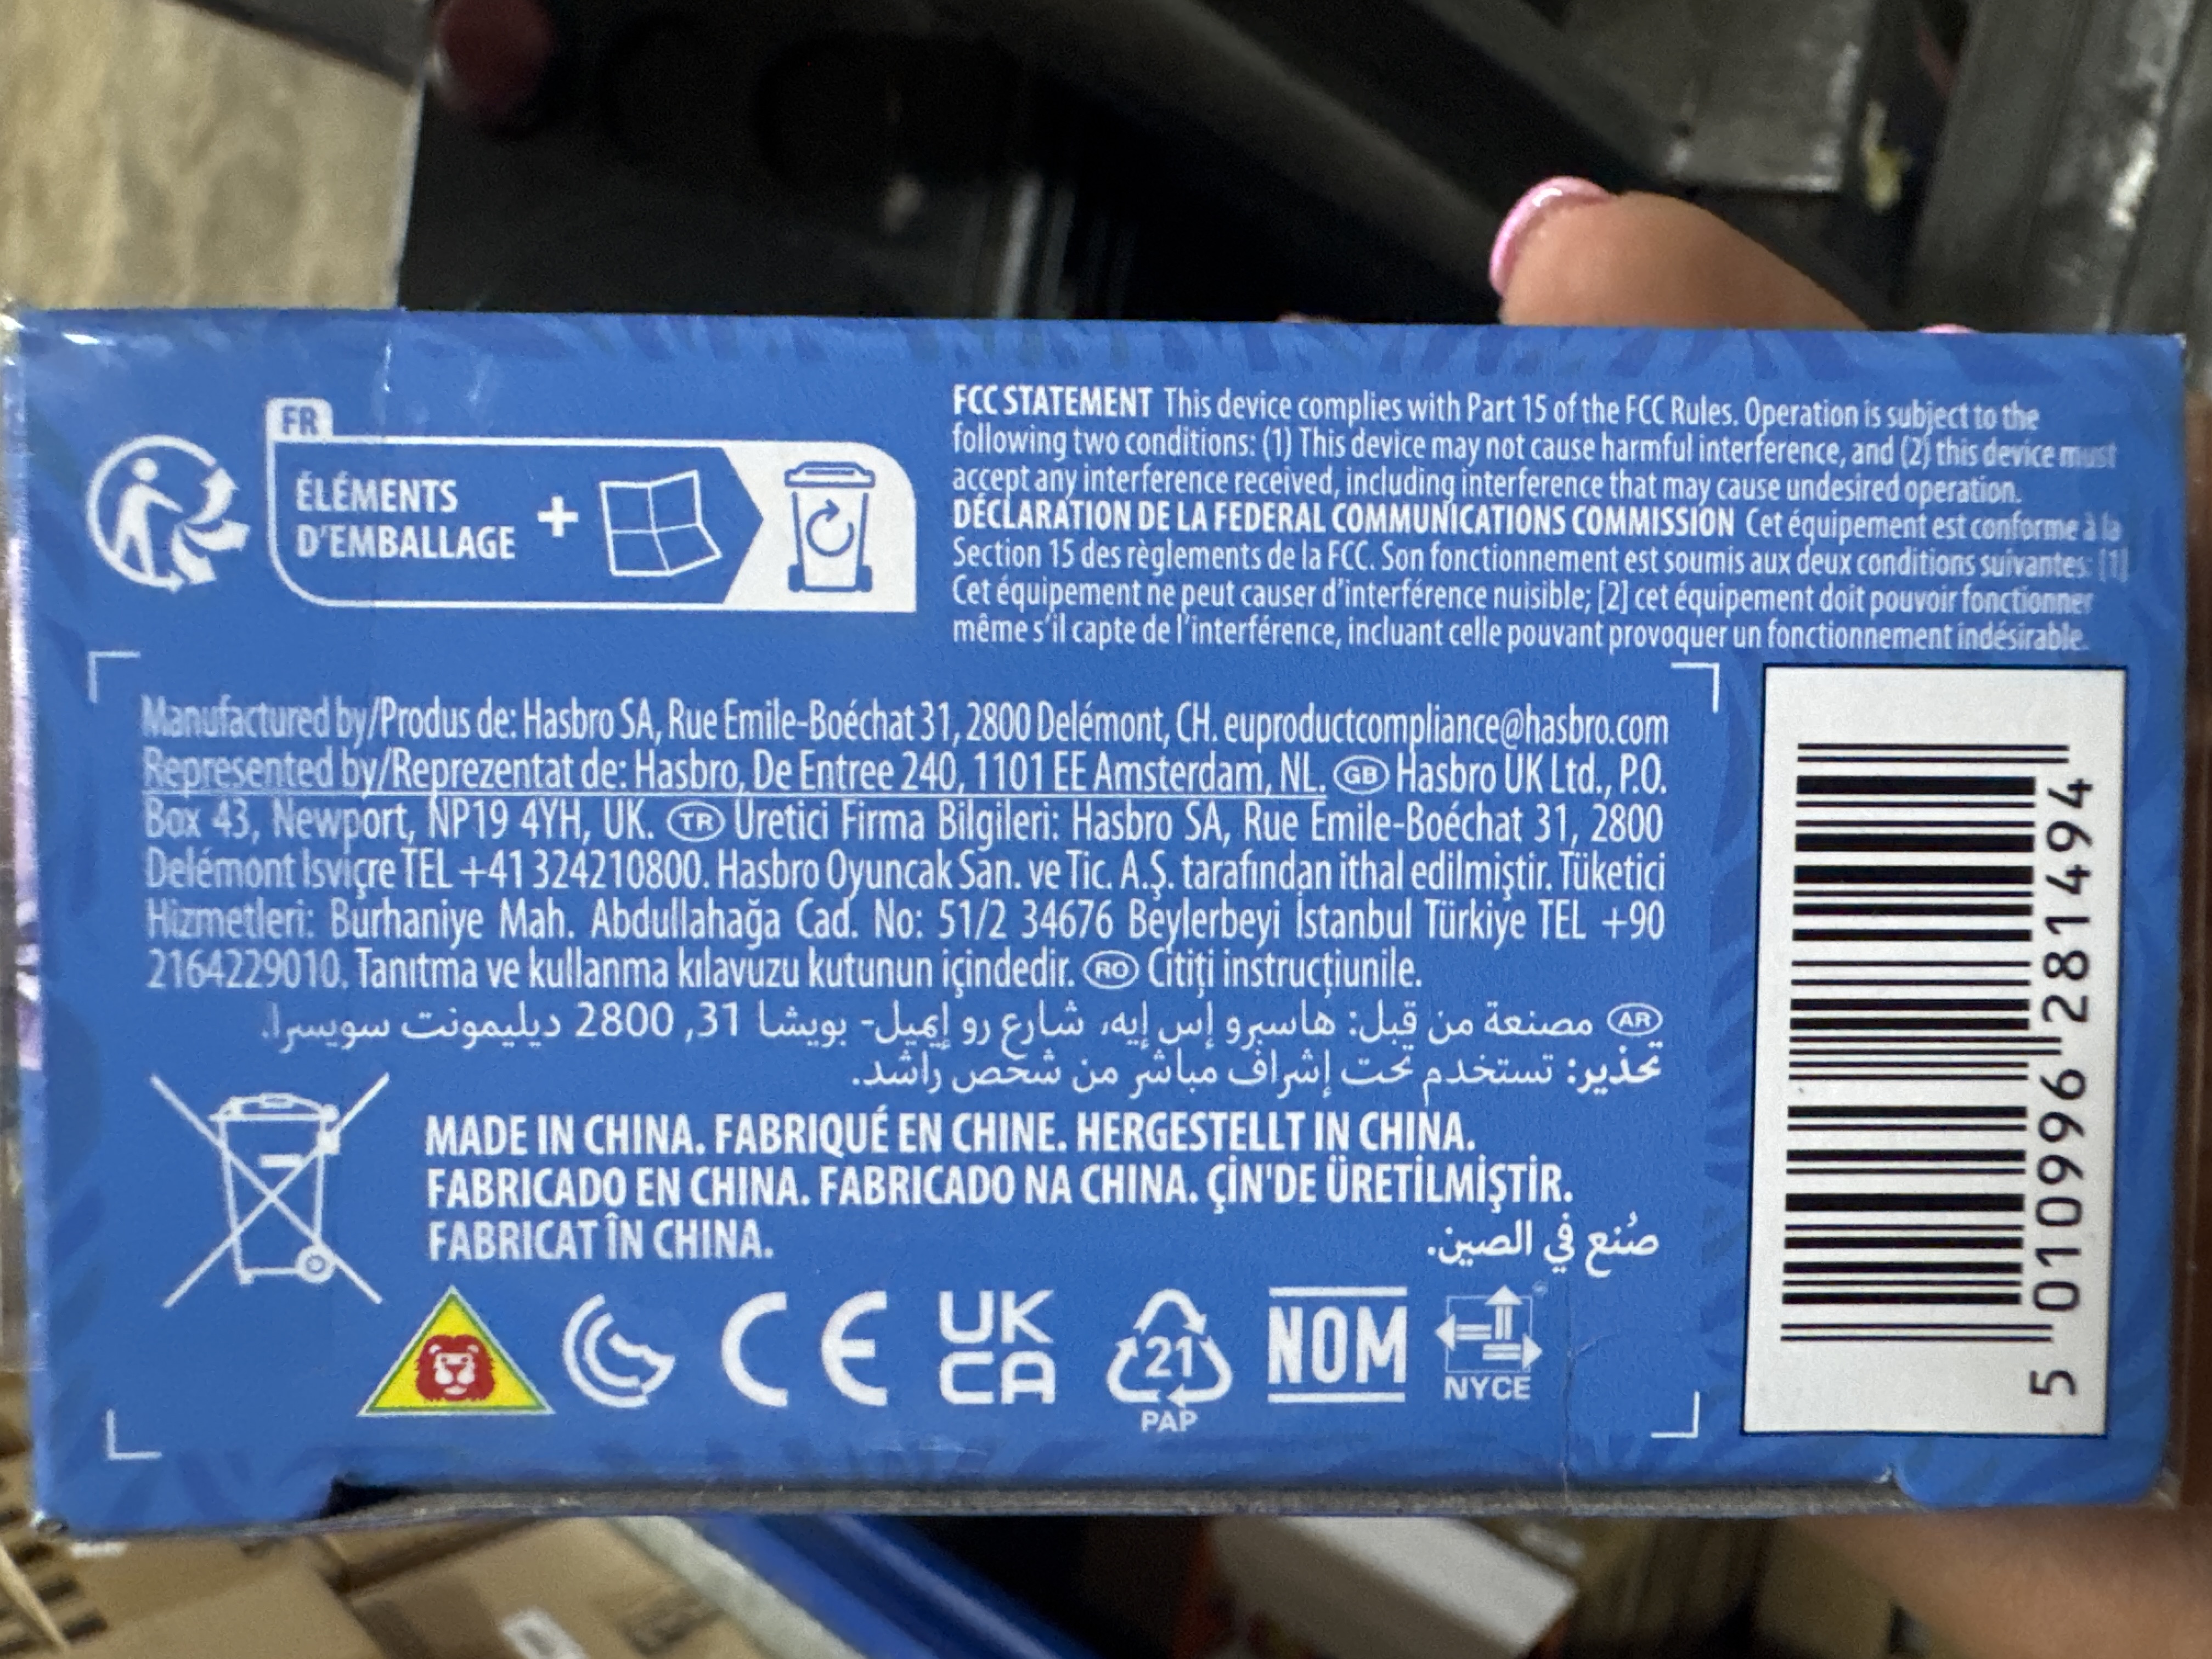 FR
ÉLÉMENTS
D'EMBALLAGE
+
FCC STATEMENT This device complies with Part 15 of the FCC Rules. Operation is subject to the
following two conditions: (1) This device may not cause harmful interference, and (2) this device must
accept any interference received, including interference that may cause undesired operation.
DÉCLARATION DE LA FEDERAL COMMUNICATIONS COMMISSION Cet équipement est conforme à la
Section 15 des règlements de la FCC. Son fonctionnement est soumis aux deux conditions suivantes: [1]
Cet équipement ne peut causer d'interférence nuisible; [2] cet équipement doit pouvoir fonctionner
même s'il capte de l'interférence, incluant celle pouvant provoquer un fonctionnement indésirable.
Manufactured by/Produs de: Hasbro SA, Rue Emile-Boéchat 31, 2800 Delémont, CH. euproductcompliance@hasbro.com
Represented by/Reprezentat de: Hasbro, De Entree 240, 1101 EE Amsterdam, NL. GB Hasbro UK Ltd., P.O.
Box 43, Newport, NP19 4YH, UK. TR Üretici Firma Bilgileri: Hasbro SA, Rue Emile-Boéchat 31, 2800
Delémont İsviçre TEL +41 324210800. Hasbro Oyuncak San. ve Tic. A.Ş. tarafından ithal edilmiştir. Tüketici
Hizmetleri: Burhaniye Mah. Abdullahağa Cad. No: 51/2 34676 Beylerbeyi İstanbul Türkiye TEL +90
2164229010. Tanıtma ve kullanma kılavuzu kutunun içindedir. RO Citiți instrucțiunile.
AR مصنعة من قبل: هاسبرو إس إيه، شارع رو إيميل- بويشا 31, 2800 ديليمونت سويسرا.
تحذير: تستخدم تحت إشراف مباشر من شخص راشد.
MADE IN CHINA. FABRIQUÉ EN CHINE. HERGESTELLT IN CHINA.
FABRICADO EN CHINA. FABRICADO NA CHINA. ÇİN'DE ÜRETİLMİŞTİR.
FABRICAT ÎN CHINA.
صُنع في الصين.
CE
UK
CA
21
PAP
NOM
NYCE
5 010996 281494